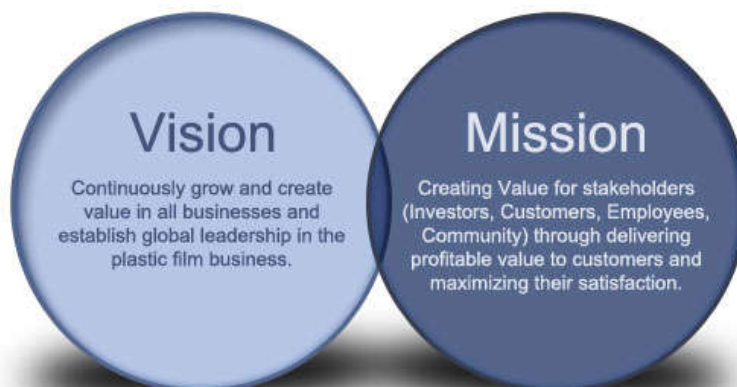 Vision
Continuously grow and create
value in all businesses and
establish global leadership in the
plastic film business.
Mission
Creating Value for stakeholders
(Investors, Customers, Employees,
Community) through delivering
profitable value to customers and
maximizing their satisfaction.